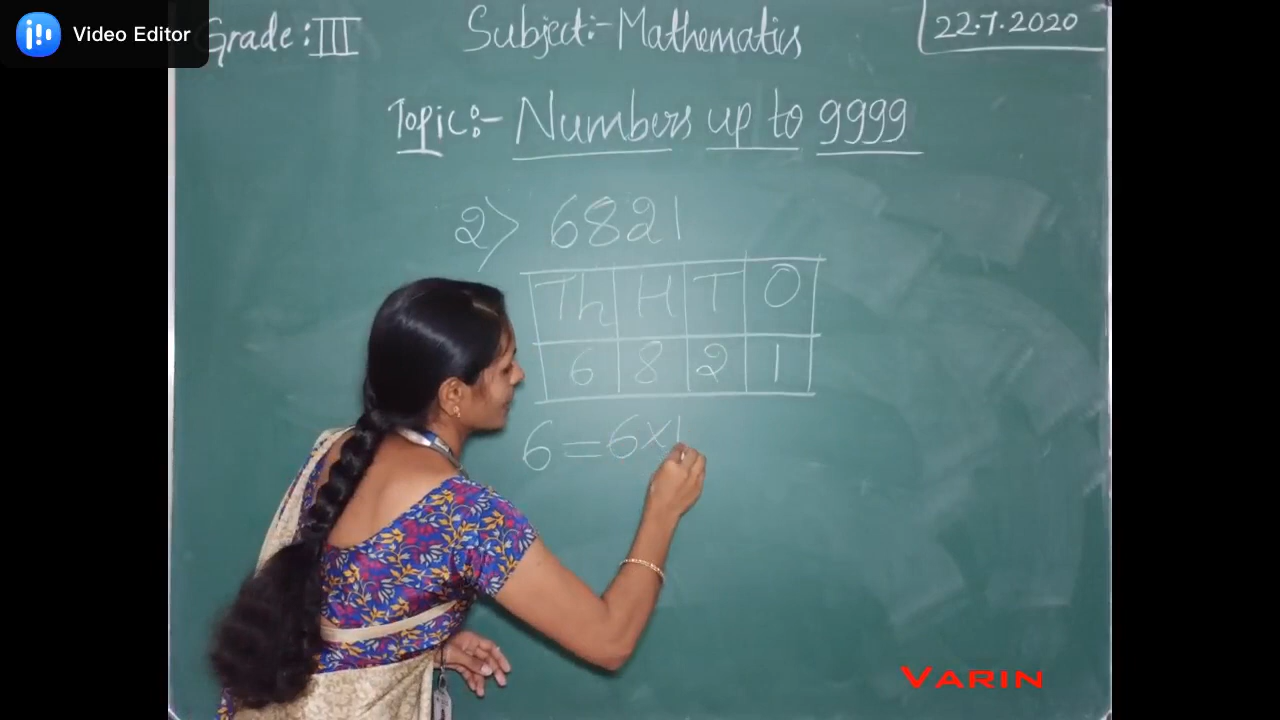 Video Editor
Grade :III Subject:- Mathematics 22.7.2020
Topic:- Numbers up to 9999
2> 6821
Th H T O
6 8 2 1
6 = 6×1
VARIN